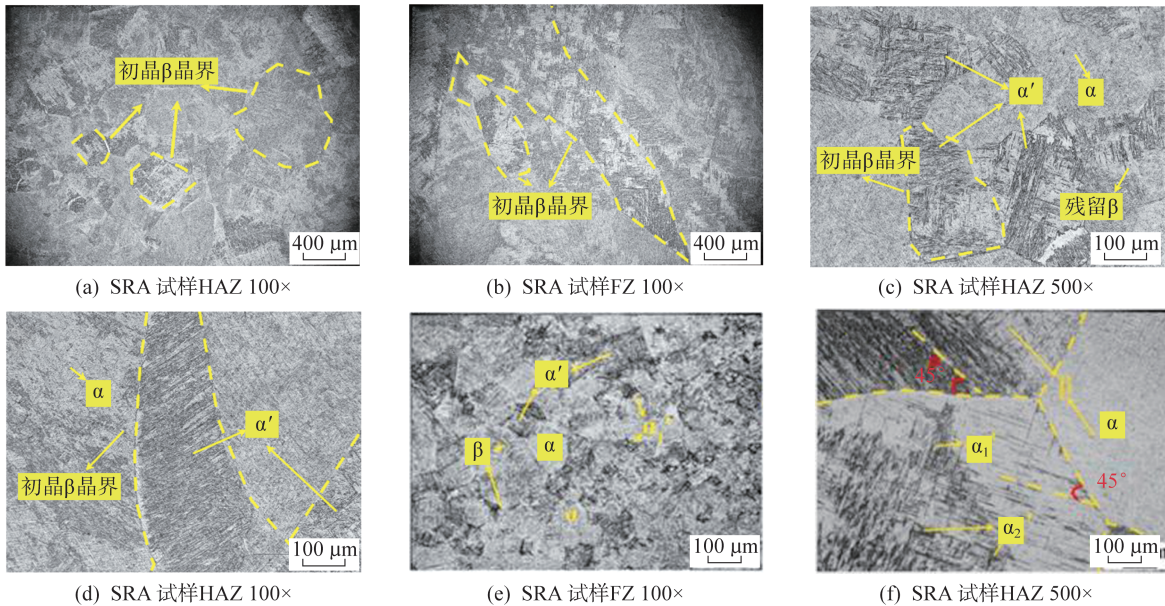 初晶β晶界
400 μm
(a) SRA 试样HAZ 100×
初晶β晶界
400 μm
(b) SRA 试样FZ 100×
α′
α
初晶β晶界
残留β
100 μm
(c) SRA 试样HAZ 500×
α
α′
初晶β晶界
100 μm
(d) SRA 试样HAZ 100×
α′
β
α
100 μm
(e) SRA 试样FZ 100×
α
α₁′
45°
α₂′
100 μm
(f) SRA 试样HAZ 500×